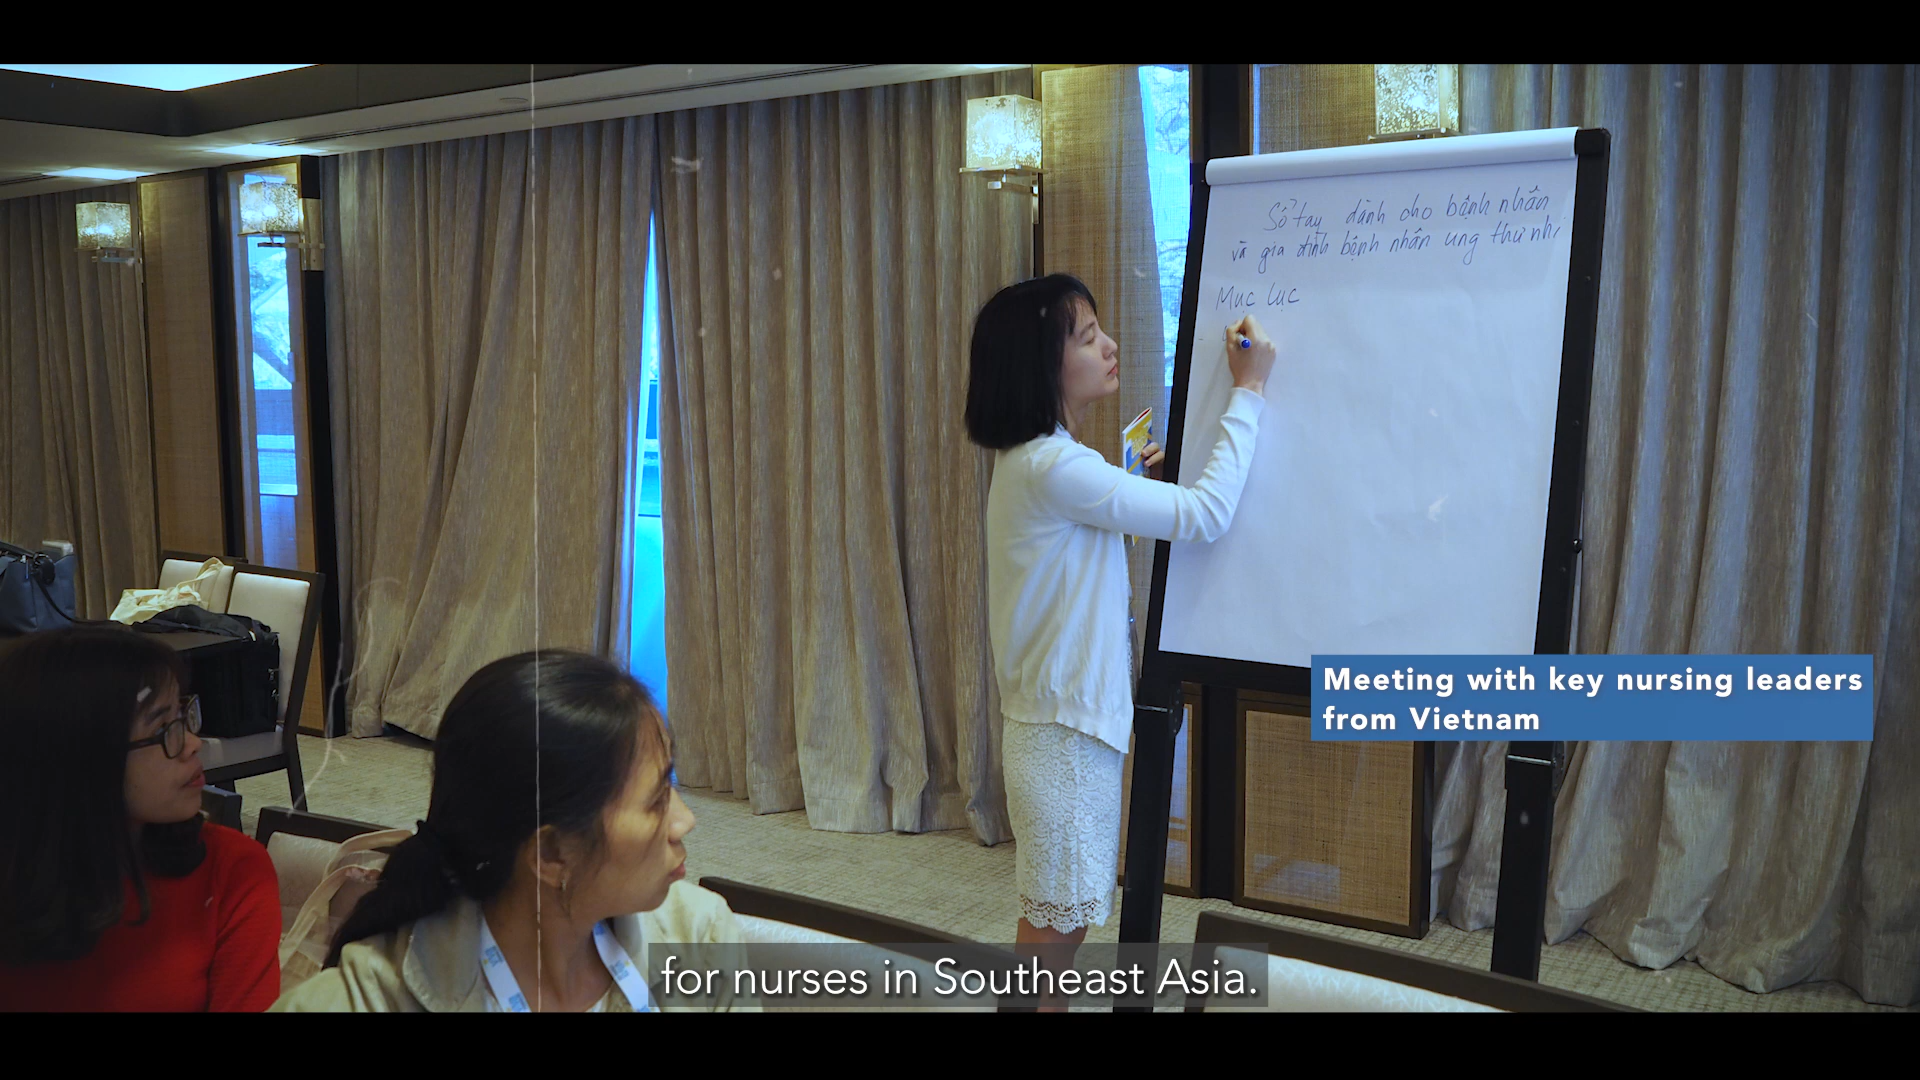 Sổ tay dành cho bệnh nhân
và gia đình bệnh nhân ung thư nhi
Mục lục
Meeting with key nursing leaders
from Vietnam
for nurses in Southeast Asia.